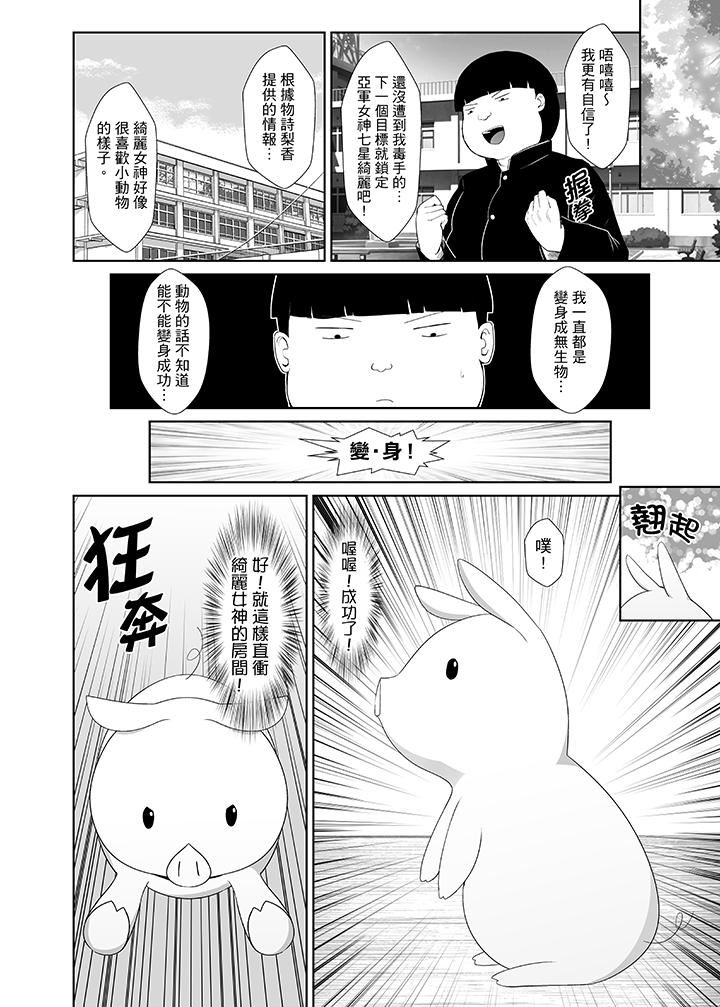 唔嘻嘻～
我更有自信了！
握拳
還沒遭到我毒手的…
下一個目標就鎖定
亞軍女神七星綺麗吧！
根據物詩梨香
提供的情報…
綺麗女神好像
很喜歡小動物
的樣子。
我一直都是
變身成無生物…
動物的話不知道
能不能變身成功…
變·身！
翹起
噗！
喔喔！成功了！
好！就這樣直衝
綺麗女神的房間！
狂奔